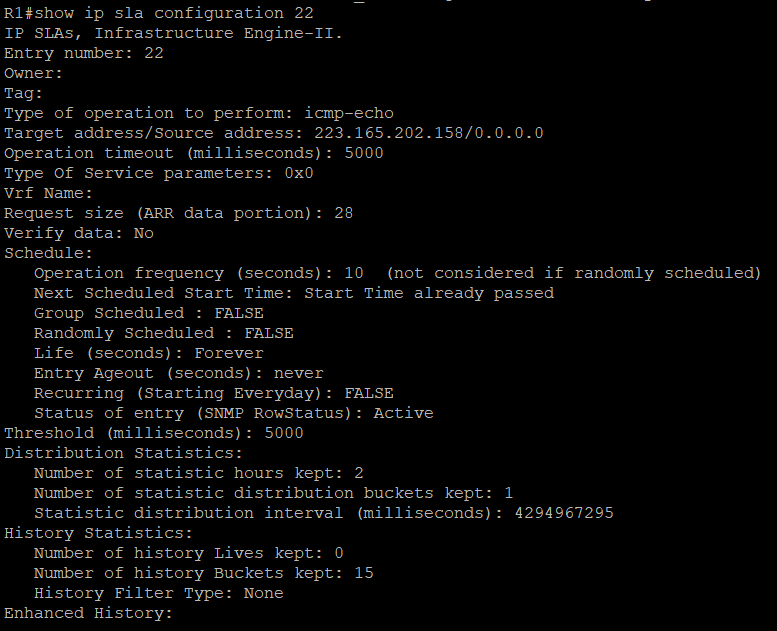 R1#show ip sla configuration 22
IP SLAs, Infrastructure Engine-II.
Entry number: 22
Owner:
Tag:
Type of operation to perform: icmp-echo
Target address/Source address: 223.165.202.158/0.0.0.0
Operation timeout (milliseconds): 5000
Type Of Service parameters: 0x0
Vrf Name:
Request size (ARR data portion): 28
Verify data: No
Schedule:
   Operation frequency (seconds): 10  (not considered if randomly scheduled)
   Next Scheduled Start Time: Start Time already passed
   Group Scheduled : FALSE
   Randomly Scheduled : FALSE
   Life (seconds): Forever
   Entry Ageout (seconds): never
   Recurring (Starting Everyday): FALSE
   Status of entry (SNMP RowStatus): Active
Threshold (milliseconds): 5000
Distribution Statistics:
   Number of statistic hours kept: 2
   Number of statistic distribution buckets kept: 1
   Statistic distribution interval (milliseconds): 4294967295
History Statistics:
   Number of history Lives kept: 0
   Number of history Buckets kept: 15
   History Filter Type: None
Enhanced History: